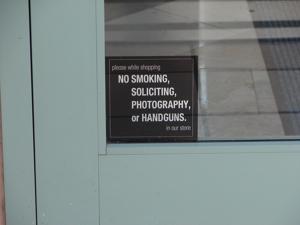 please while shopping
NO SMOKING,
SOLICITING,
PHOTOGRAPHY,
or HANDGUNS.
in our store